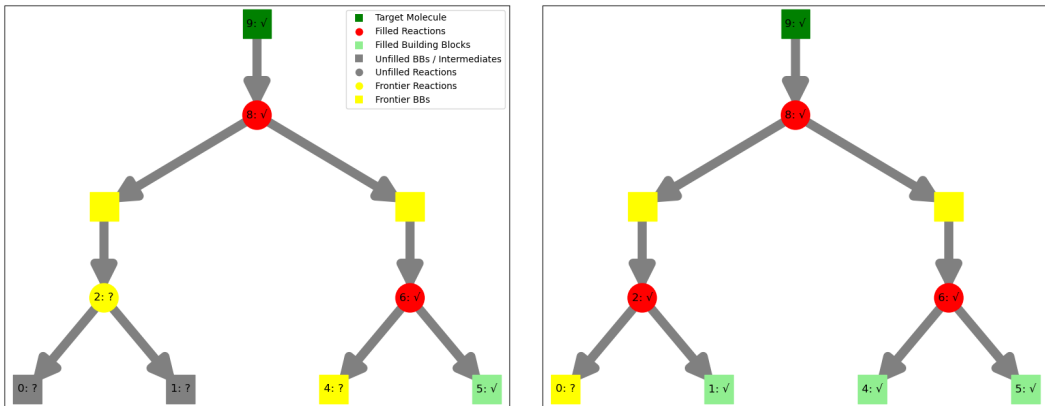 9: √
Target Molecule
Filled Reactions
Filled Building Blocks
Unfilled BBs / Intermediates
Unfilled Reactions
Frontier Reactions
Frontier BBs
8: √
2: ?
6: √
0: ?
1: ?
4: ?
5: √
9: √
8: √
2: √
6: √
0: ?
1: √
4: √
5: √